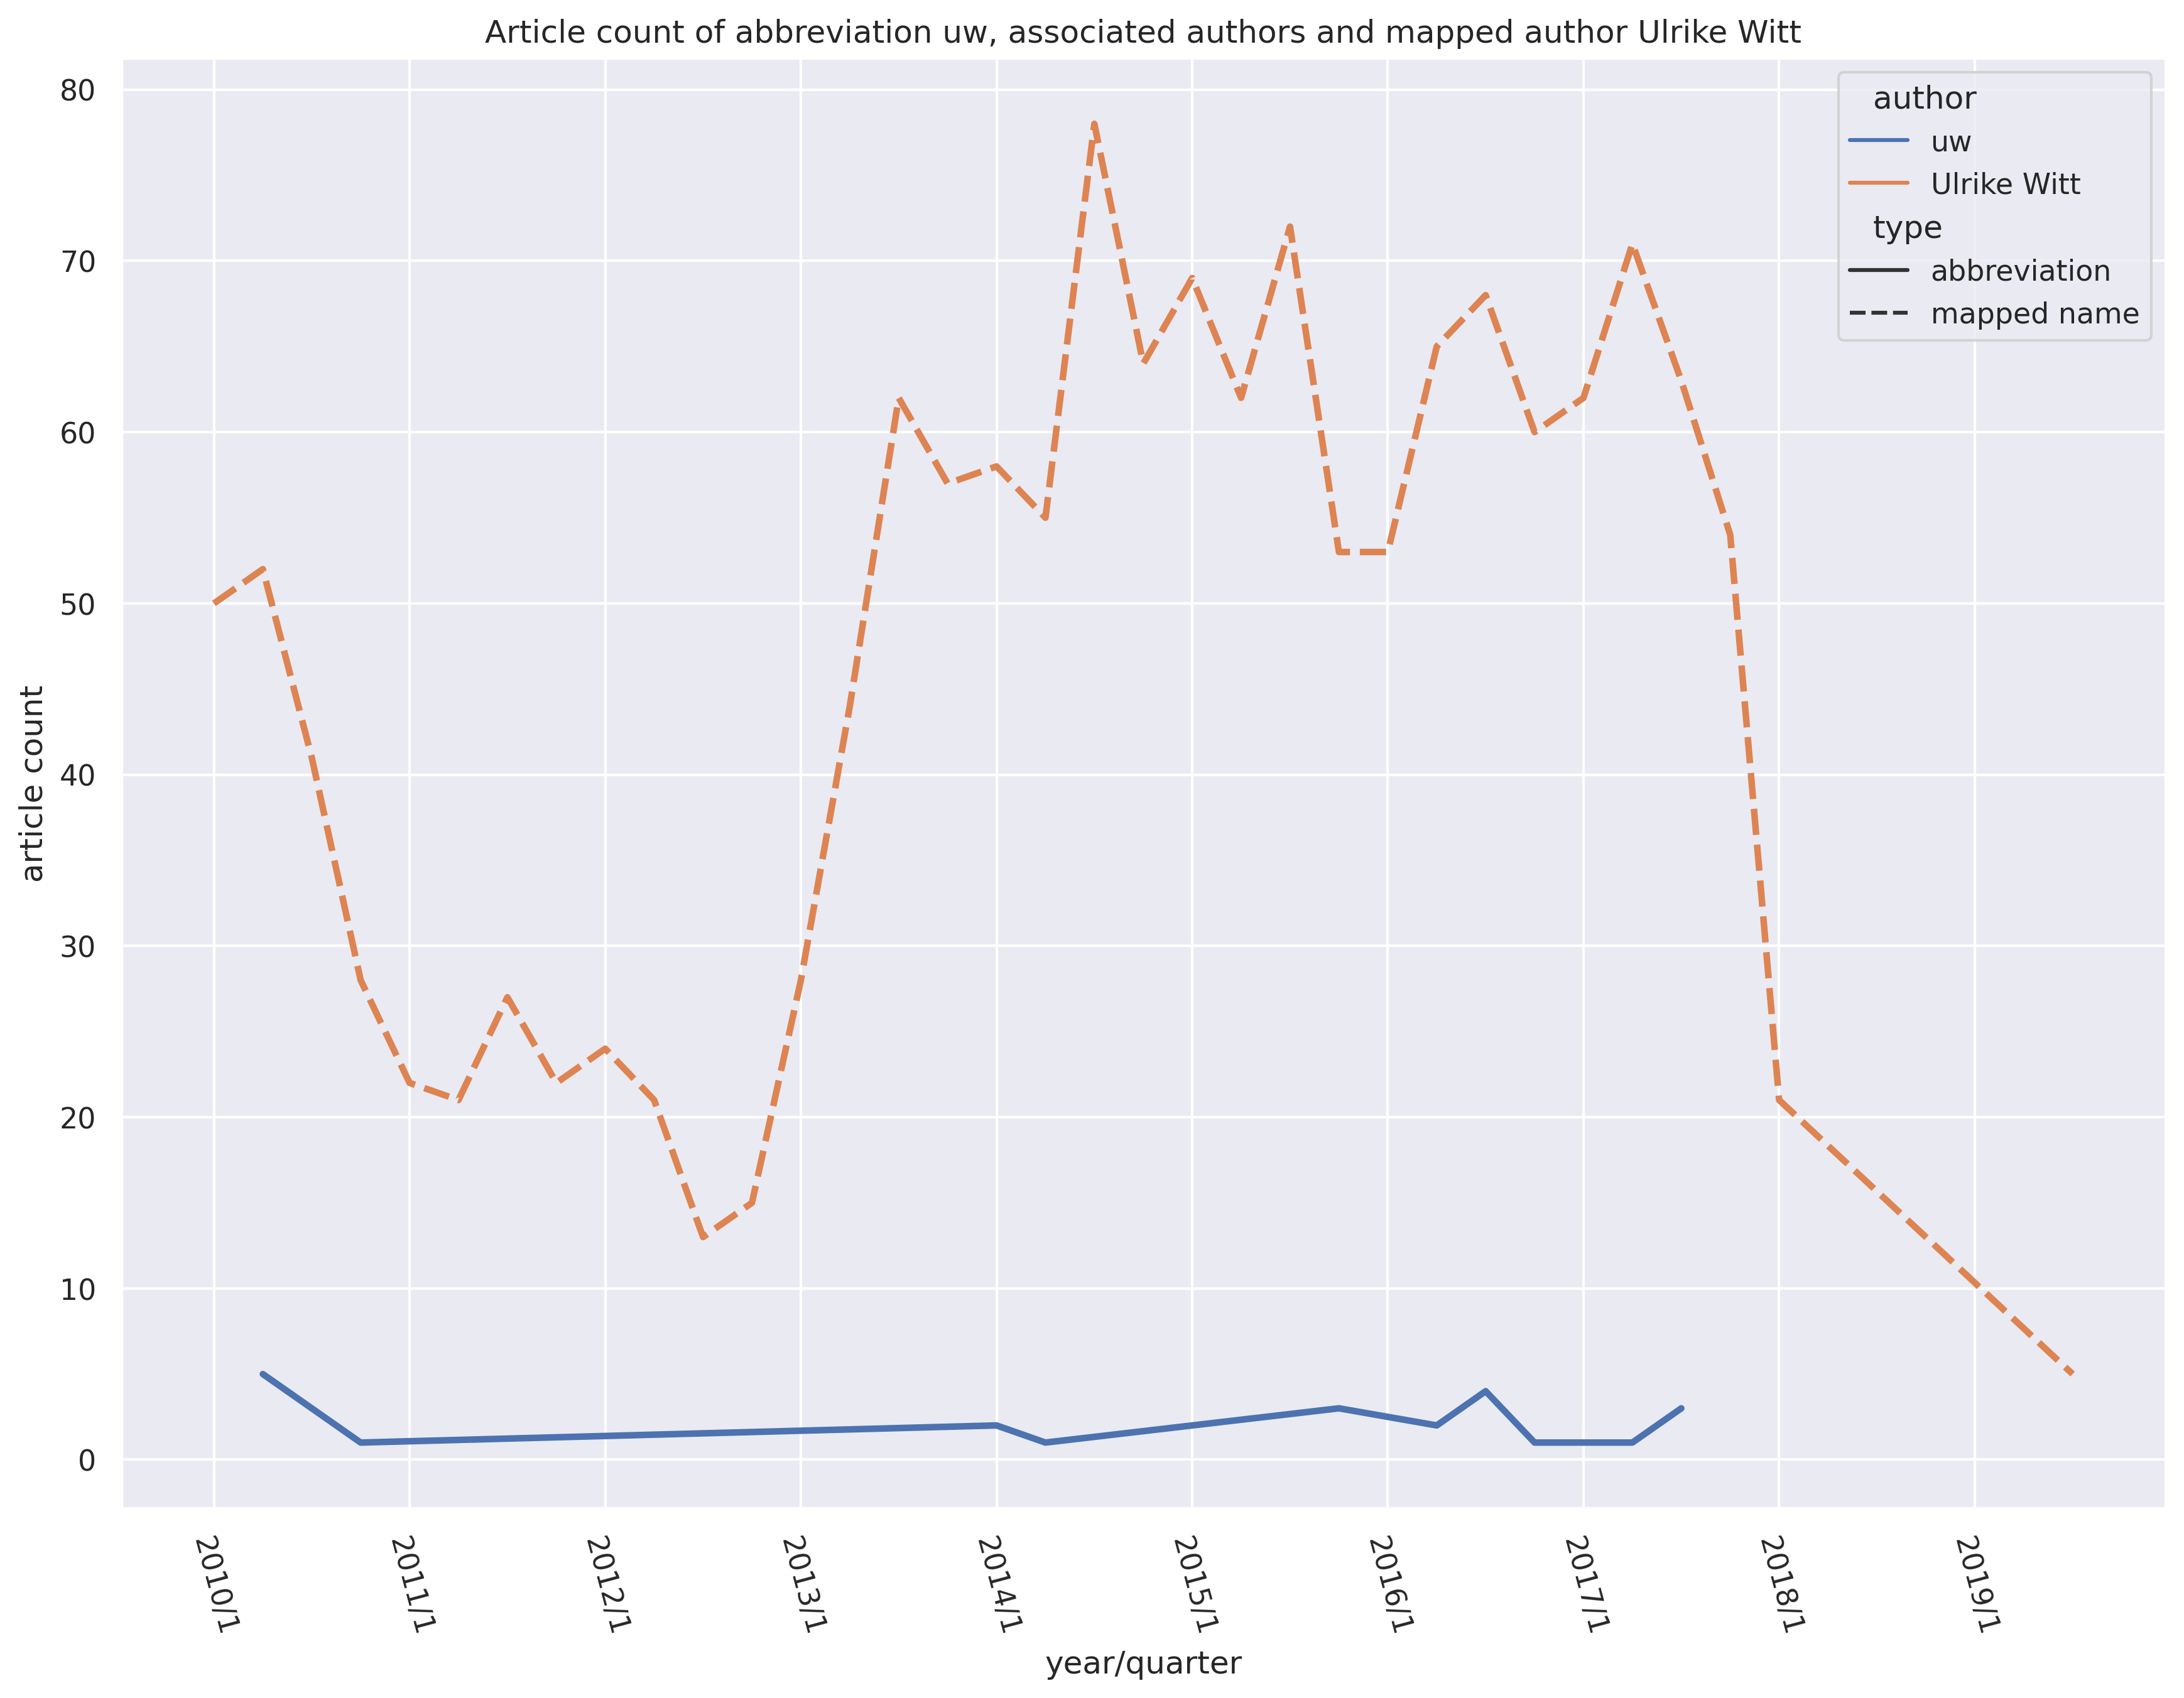 Article count of abbreviation uw, associated authors and mapped author Ulrike Witt
author
uw
Ulrike Witt
type
abbreviation
mapped name
article count
80
70
60
50
40
30
20
10
0
2010/1
2011/1
2012/1
2013/1
2014/1
2015/1
2016/1
2017/1
2018/1
2019/1
year/quarter